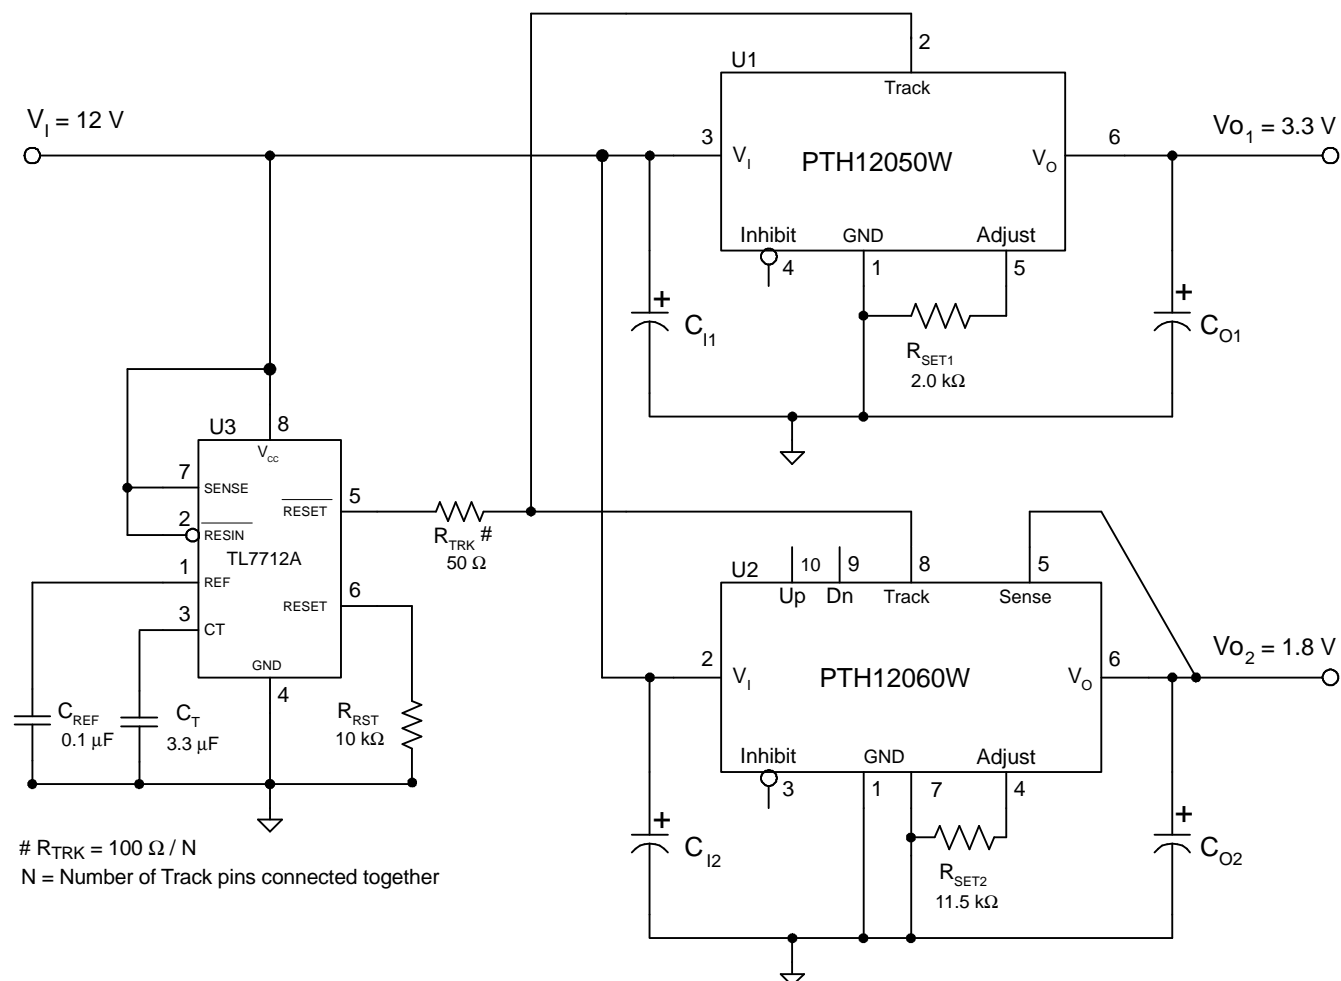 V_I = 12 V
U1
2
Track
3
V_I
PTH12050W
V_O
6
Vo_1 = 3.3 V
Inhibit
GND
Adjust
4
1
5
+
C_I1
R_SET1
2.0 kΩ
+
C_O1
U3
8
V_CC
7
SENSE
2
RESIN
TL7712A
1
REF
3
CT
RESET
5
RESET
6
GND
4
R_TRK #
50 Ω
C_REF
0.1 μF
C_T
3.3 μF
R_RST
10 kΩ
U2
10
9
8
5
Up
Dn
Track
Sense
2
V_I
PTH12060W
V_O
6
Vo_2 = 1.8 V
Inhibit
GND
Adjust
3
1
7
4
+
C_I2
R_SET2
11.5 kΩ
+
C_O2
# R_TRK = 100 Ω / N
N = Number of Track pins connected together